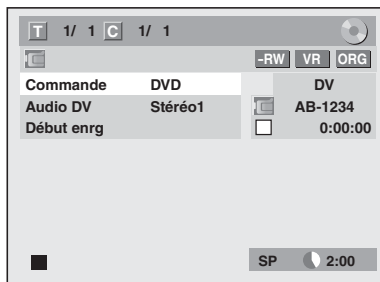 T 1/ 1 C 1/ 1
-RW VR ORG
Commande DVD DV
Audio DV Stéréo1 AB-1234
Début enrg 0:00:00
SP 2:00